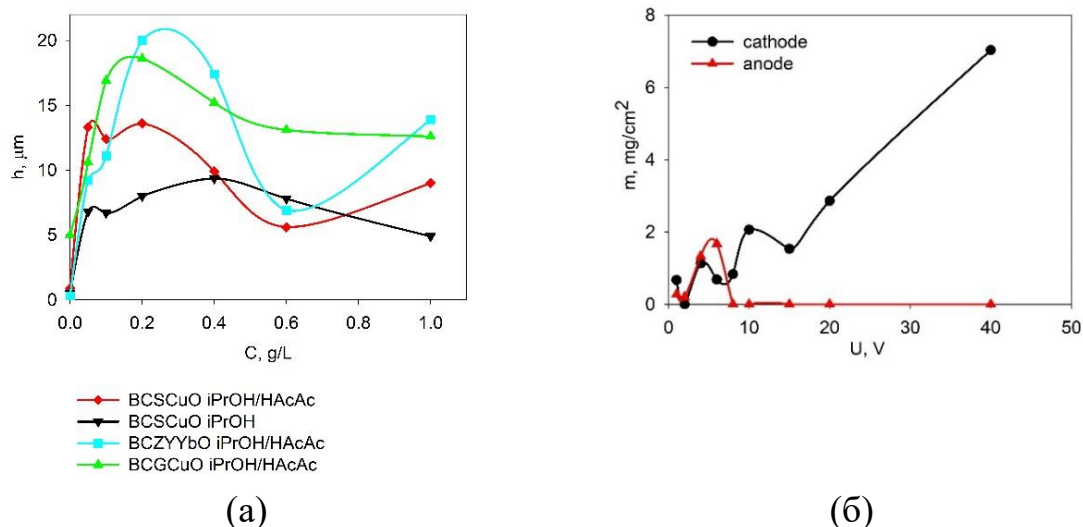 h, μm
20
15
10
5
0
0.0 0.2 0.4 0.6 0.8 1.0
C, g/L
BCSCuO iPrOH/HAcAc
BCSCuO iPrOH
BCZYYbO iPrOH/HAcAc
BCGCuO iPrOH/HAcAc
(а)
m, mg/cm²
8
6
4
2
0
cathode
anode
0 10 20 30 40 50
U, V
(б)